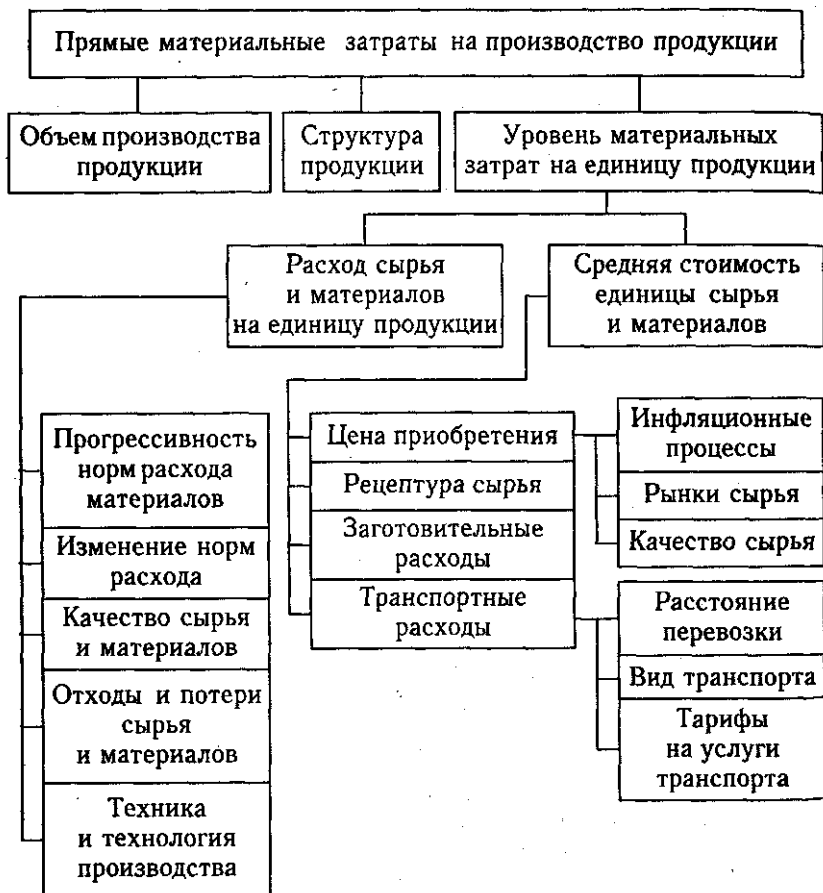 Прямые материальные затраты на производство продукции
Объем производства
продукции
Структура
продукции
Уровень материальных
затрат на единицу продукции
Расход сырья
и материалов
на единицу продукции
Средняя стоимость
единицы сырья
и материалов
Прогрессивность
норм расхода
материалов
Изменение норм
расхода
Качество сырья
и материалов
Отходы и потери
сырья
и материалов
Техника
и технология
производства
Цена приобретения
Рецептура сырья
Заготовительные
расходы
Транспортные
расходы
Инфляционные
процессы
Рынки сырья
Качество сырья
Расстояние
перевозки
Вид транспорта
Тарифы
на услуги
транспорта